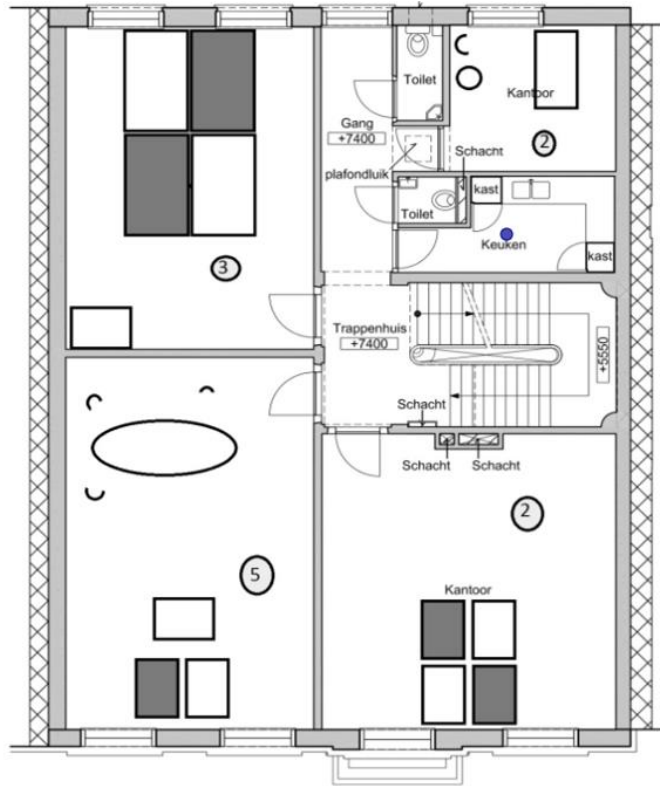 Toilet
Kantoor
Gang
+7400
2
Schacht
plafondluik
kast
Toilet
Keuken
kast
3
Trappenhuis
+7400
+5550
Schacht
Schacht
Schacht
2
5
Kantoor